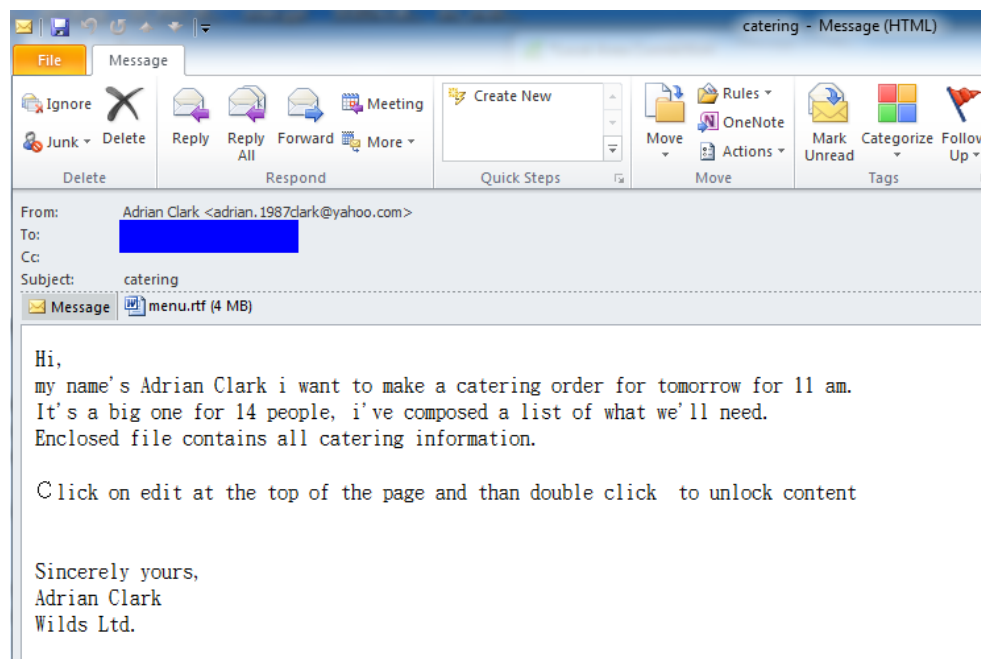 catering - Message (HTML)
File Message
Ignore Delete Reply Reply All Forward Meeting Create New Move Rules OneNote Mark Unread Categorize Follow Up
Junk More Actions
Delete Respond Quick Steps Move Tags
From: Adrian Clark <adrian.1987clark@yahoo.com>
To:
Cc:
Subject: catering
Message menu.rtf (4 MB)
Hi,
my name's Adrian Clark i want to make a catering order for tomorrow for 11 am.
It's a big one for 14 people, i've composed a list of what we'll need.
Enclosed file contains all catering information.
Click on edit at the top of the page and than double click to unlock content
Sincerely yours,
Adrian Clark
Wilds Ltd.